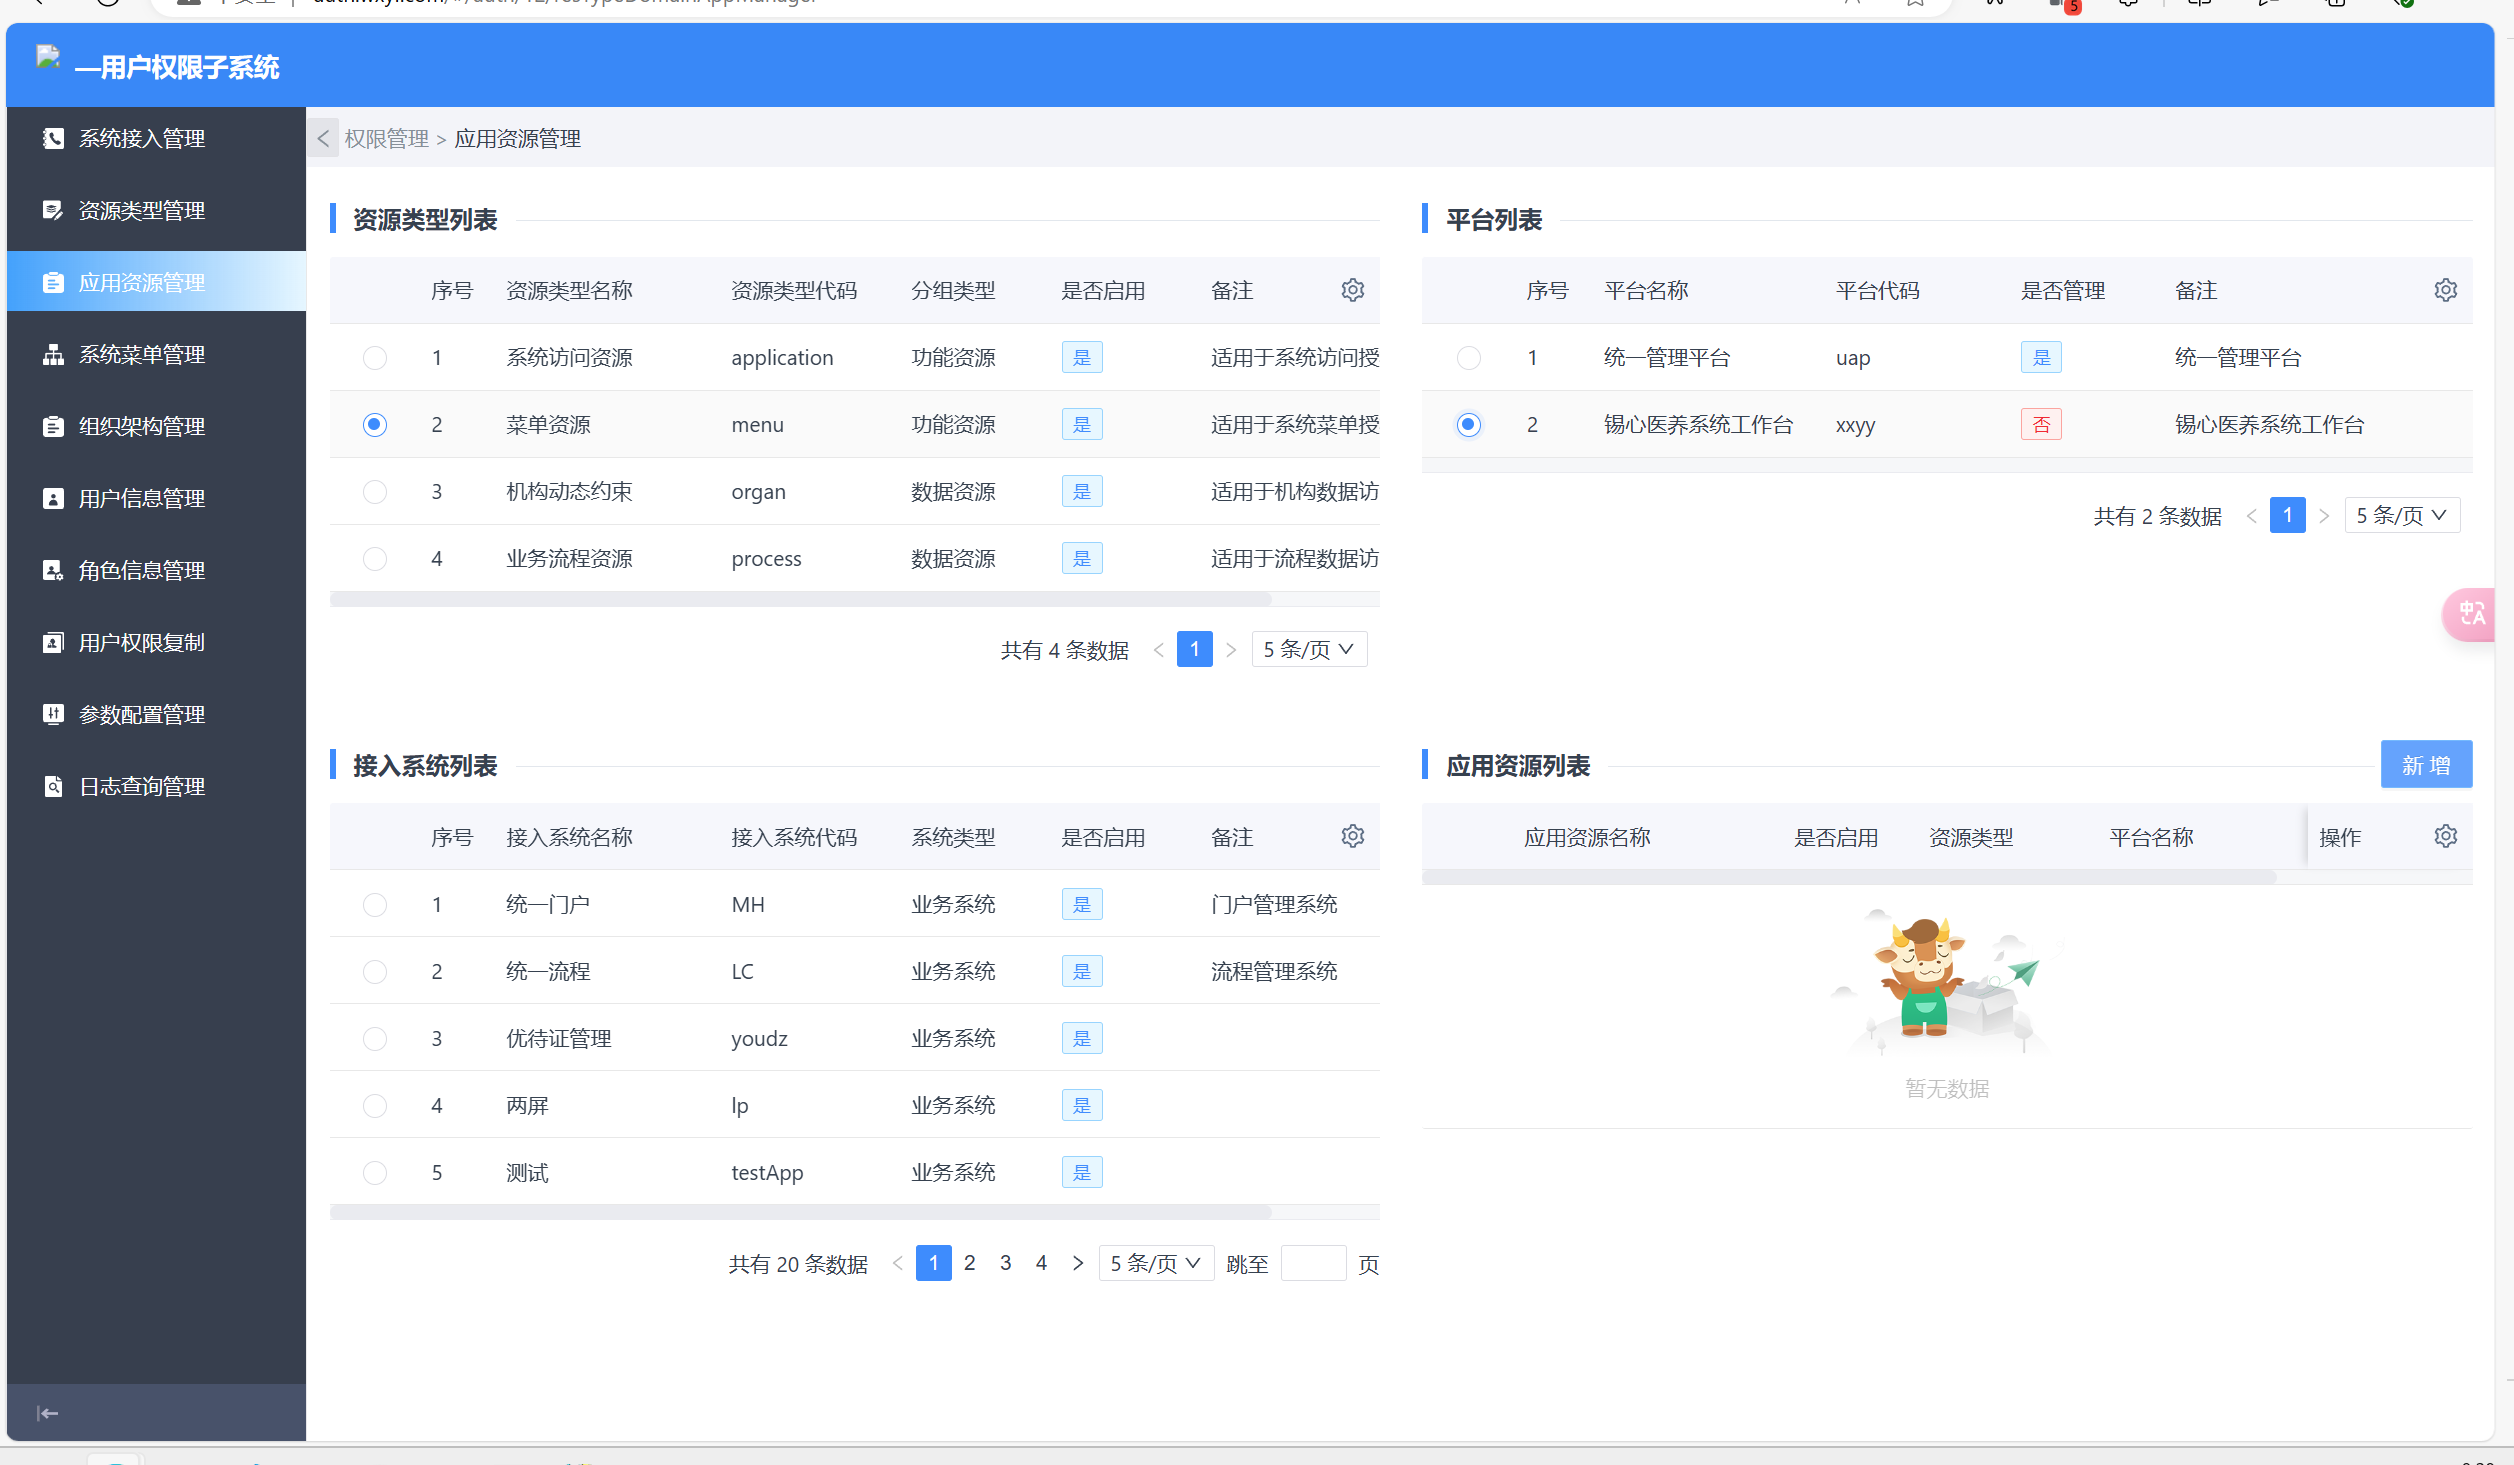 —用户权限子系统
系统接入管理
资源类型管理
应用资源管理
系统菜单管理
组织架构管理
用户信息管理
角色信息管理
用户权限复制
参数配置管理
日志查询管理
权限管理 > 应用资源管理
资源类型列表
序号 资源类型名称 资源类型代码 分组类型 是否启用 备注
1 系统访问资源 application 功能资源 是 适用于系统访问授
2 菜单资源 menu 功能资源 是 适用于系统菜单授
3 机构动态约束 organ 数据资源 是 适用于机构数据访
4 业务流程资源 process 数据资源 是 适用于流程数据访
共有 4 条数据 < 1 > 5 条/页
平台列表
序号 平台名称 平台代码 是否管理 备注
1 统一管理平台 uap 是 统一管理平台
2 锡心医养系统工作台 xxyy 否 锡心医养系统工作台
共有 2 条数据 < 1 > 5 条/页
接入系统列表
序号 接入系统名称 接入系统代码 系统类型 是否启用 备注
1 统一门户 MH 业务系统 是 门户管理系统
2 统一流程 LC 业务系统 是 流程管理系统
3 优待证管理 youdz 业务系统 是
4 两屏 lp 业务系统 是
5 测试 testApp 业务系统 是
共有 20 条数据 < 1 2 3 4 > 5 条/页 跳至 页
应用资源列表 新 增
应用资源名称 是否启用 资源类型 平台名称 操作
暂无数据